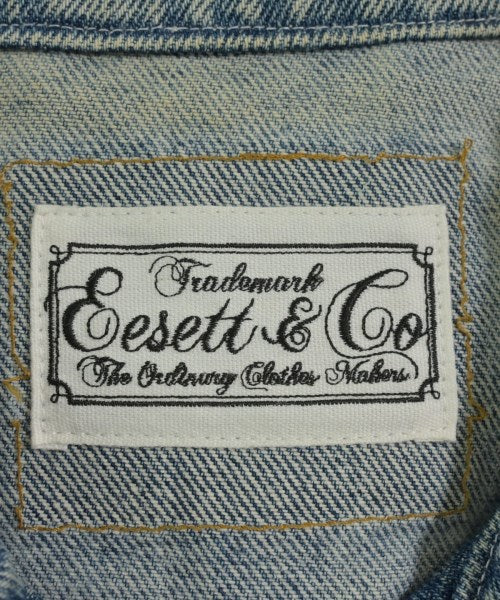 Trademark
Eesett & Co
The Ordinary Clothes Makers